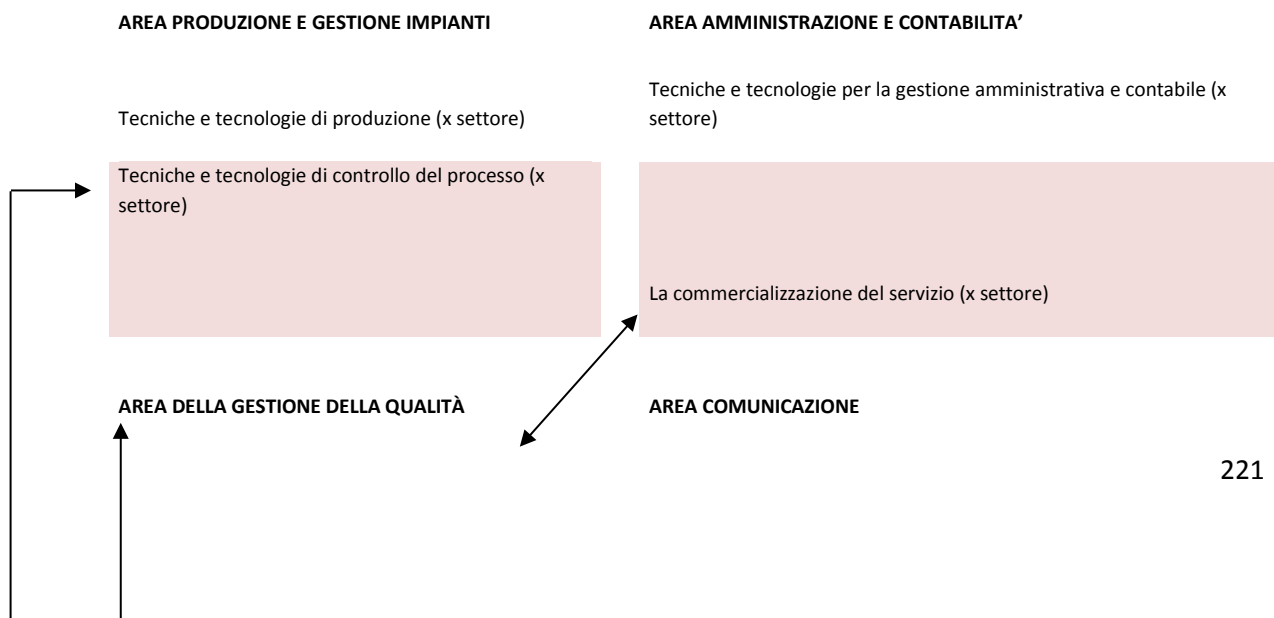 AREA PRODUZIONE E GESTIONE IMPIANTI
AREA AMMINISTRAZIONE E CONTABILITA’
Tecniche e tecnologie di produzione (x settore)
Tecniche e tecnologie per la gestione amministrativa e contabile (x
settore)
Tecniche e tecnologie di controllo del processo (x
settore)
La commercializzazione del servizio (x settore)
AREA DELLA GESTIONE DELLA QUALITÀ
AREA COMUNICAZIONE
221